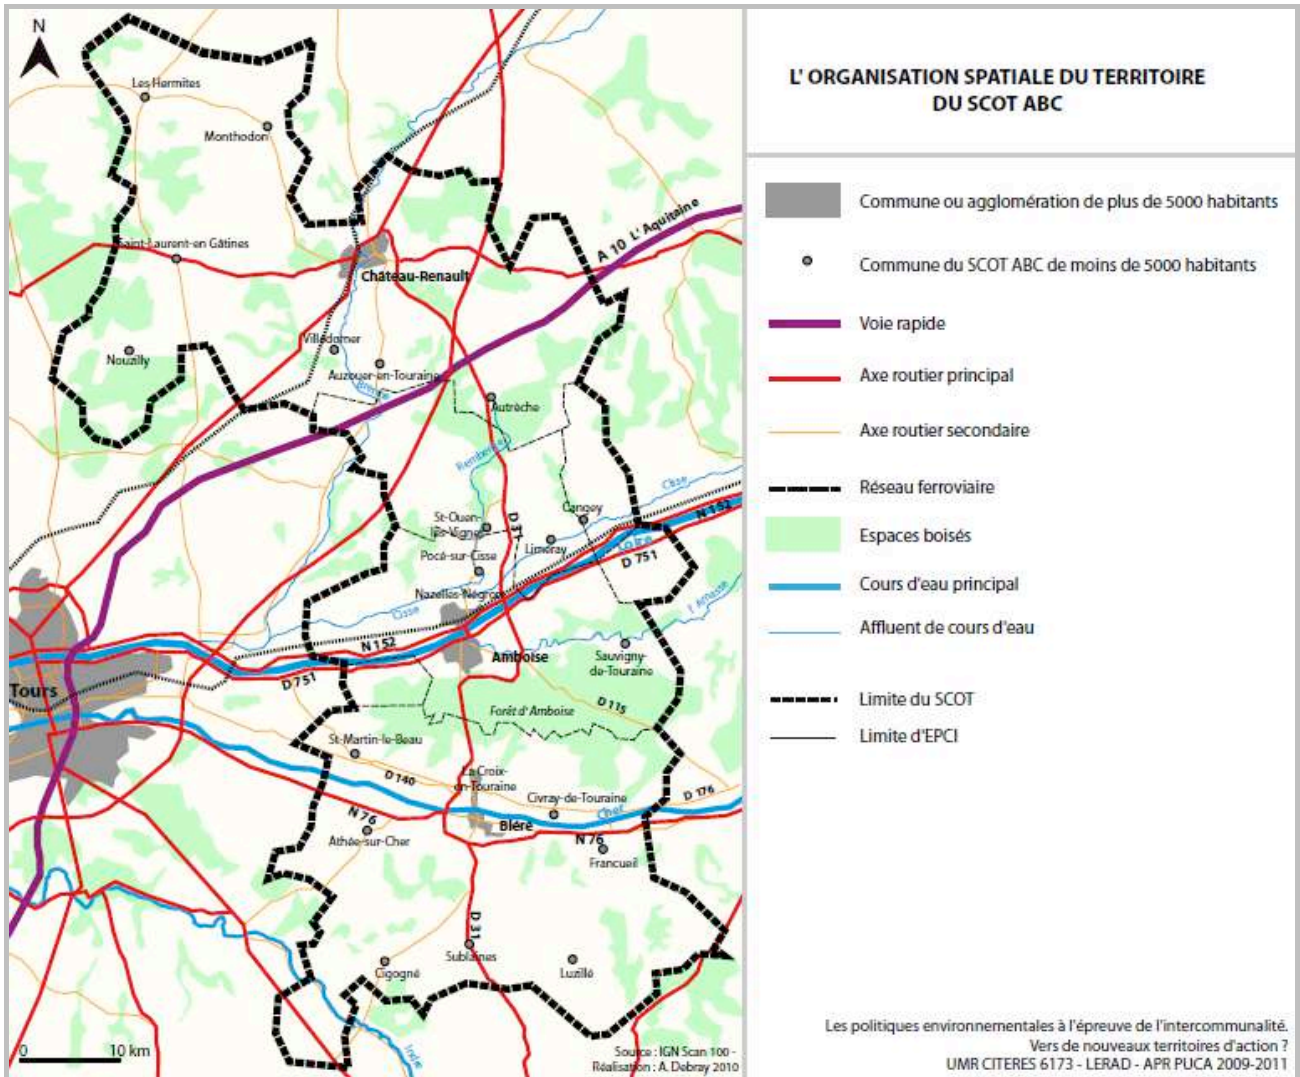 N
Les Hermites
Monthodon
Saint-Laurent-en Gâtines
Château-Renault
A 10 L' Aquitaine
Villedomer
Nouzilly
Auzouer-en-Touraine
Brenne
Autrèche
Remberge
Cisse
N 152
Cangey
St-Ouen-
les-Vignes
D 31
Limeray
Loire
D 751
Pocé-sur-Cisse
Nazelles-Négron
Cisse
l' Amasse
N 152
Amboise
Sauvigny-
de-Touraine
D 751
Tours
Forêt d' Amboise
D 115
St-Martin-le-Beau
La Croix-
en-Touraine
D 140
Civray-de-Touraine
D 176
Cher
N 76
Bléré
Athée-sur-Cher
N 76
Francueil
D 31
Sublaines
Cigogné
Luzillé
Indre
0 10 km
Source : IGN Scan 100 -
Réalisation : A. Debray 2010
L' ORGANISATION SPATIALE DU TERRITOIRE
DU SCOT ABC
Commune ou agglomération de plus de 5000 habitants
Commune du SCOT ABC de moins de 5000 habitants
Voie rapide
Axe routier principal
Axe routier secondaire
Réseau ferroviaire
Espaces boisés
Cours d'eau principal
Affluent de cours d'eau
Limite du SCOT
Limite d'EPCI
Les politiques environnementales à l'épreuve de l'intercommunalité.
Vers de nouveaux territoires d'action ?
UMR CITERES 6173 - LERAD - APR PUCA 2009-2011